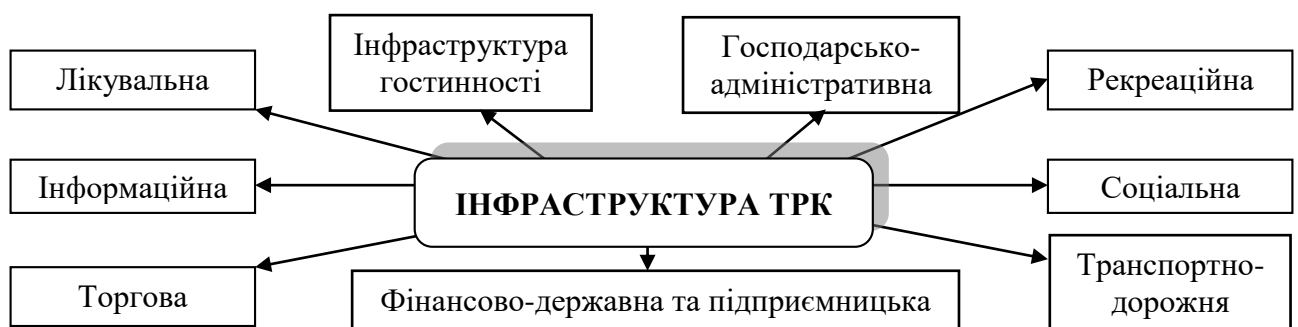 Інфраструктура
гостинності
Господарсько-
адміністративна
Лікувальна
Рекреаційна
Інформаційна
ІНФРАСТРУКТУРА ТРК
Соціальна
Торгова
Фінансово-державна та підприємницька
Транспортно-
дорожня